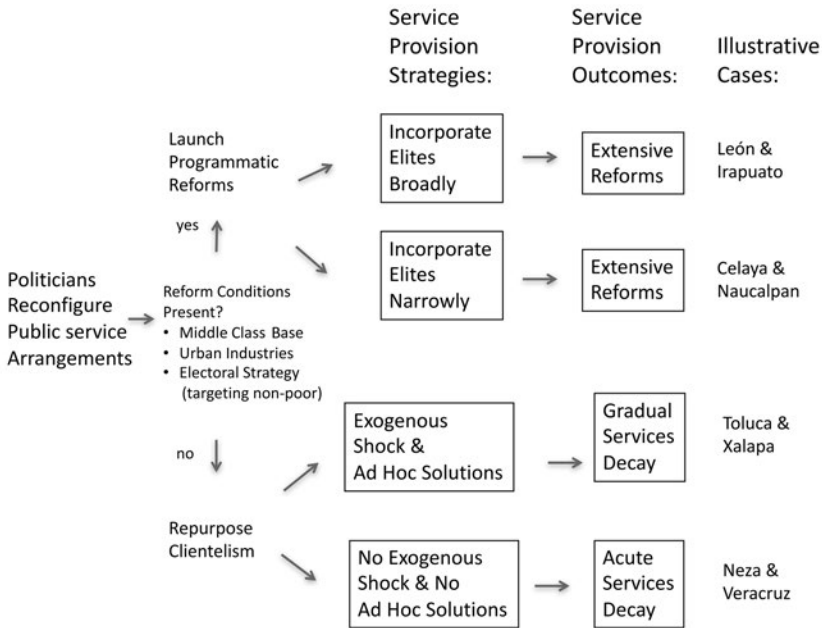 Service
Provision
Strategies:
Service
Provision
Outcomes:
Illustrative
Cases:
Launch
Programmatic
Reforms
Incorporate
Elites
Broadly
Extensive
Reforms
León &
Irapuato
yes
Incorporate
Elites
Narrowly
Extensive
Reforms
Celaya &
Naucalpan
Politicians
Reconfigure
Public service
Arrangements
Reform Conditions
Present?
• Middle Class Base
• Urban Industries
• Electoral Strategy
(targeting non-poor)
no
Exogenous
Shock &
Ad Hoc Solutions
Gradual
Services
Decay
Toluca &
Xalapa
Repurpose
Clientelism
No Exogenous
Shock & No
Ad Hoc Solutions
Acute
Services
Decay
Neza &
Veracruz